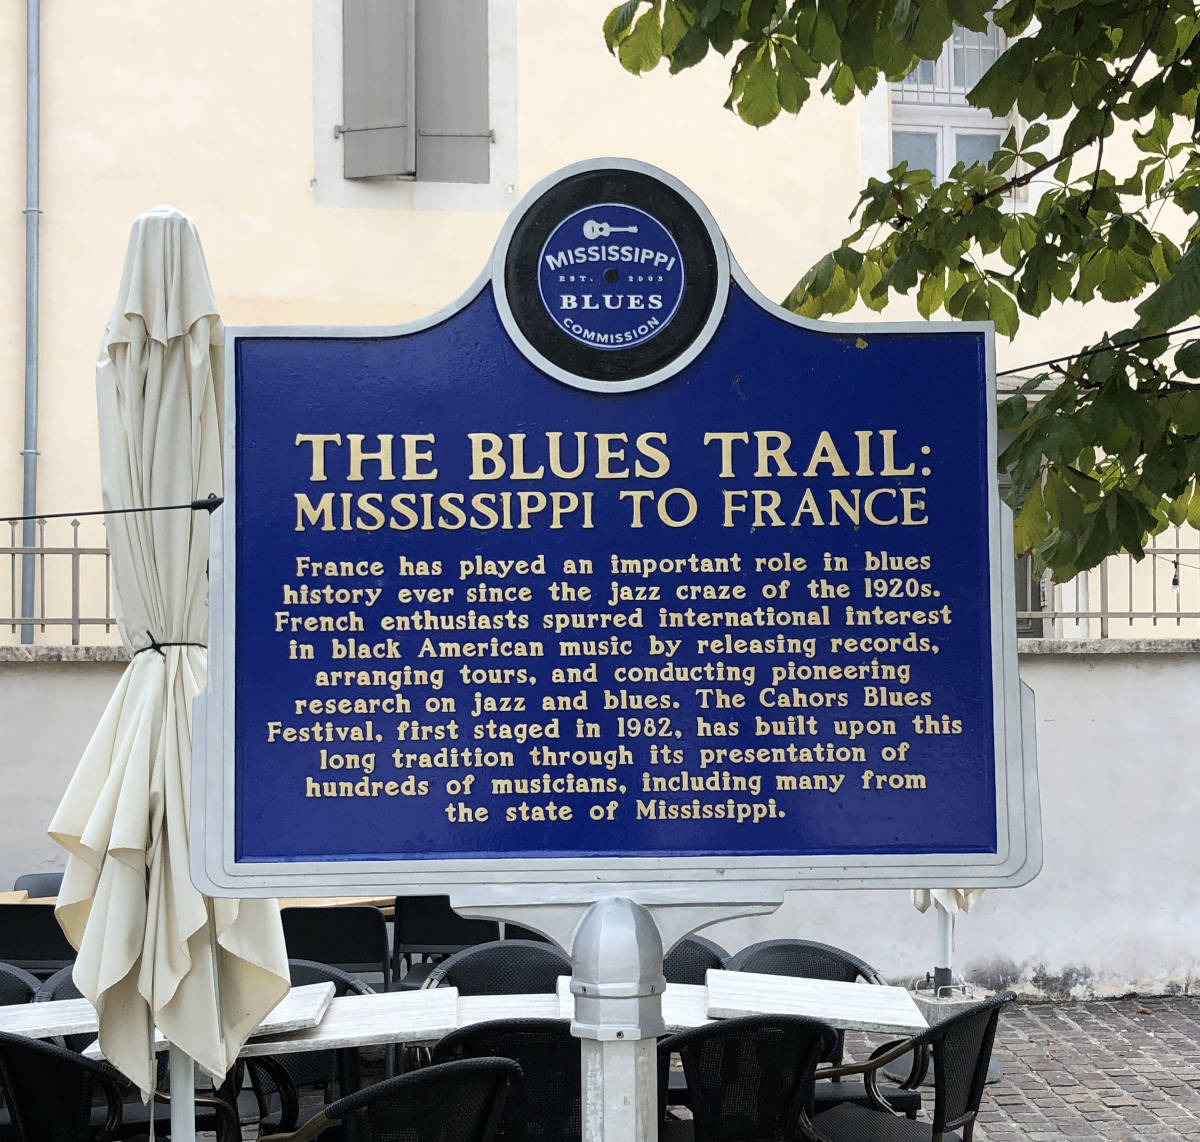 MISSISSIPPI
EST. 2003
BLUES
COMMISSION
THE BLUES TRAIL:
MISSISSIPPI TO FRANCE
France has played an important role in blues
history ever since the jazz craze of the 1920s.
French enthusiasts spurred international interest
in black American music by releasing records,
arranging tours, and conducting pioneering
research on jazz and blues. The Cahors Blues
Festival, first staged in 1982, has built upon this
long tradition through its presentation of
hundreds of musicians, including many from
the state of Mississippi.